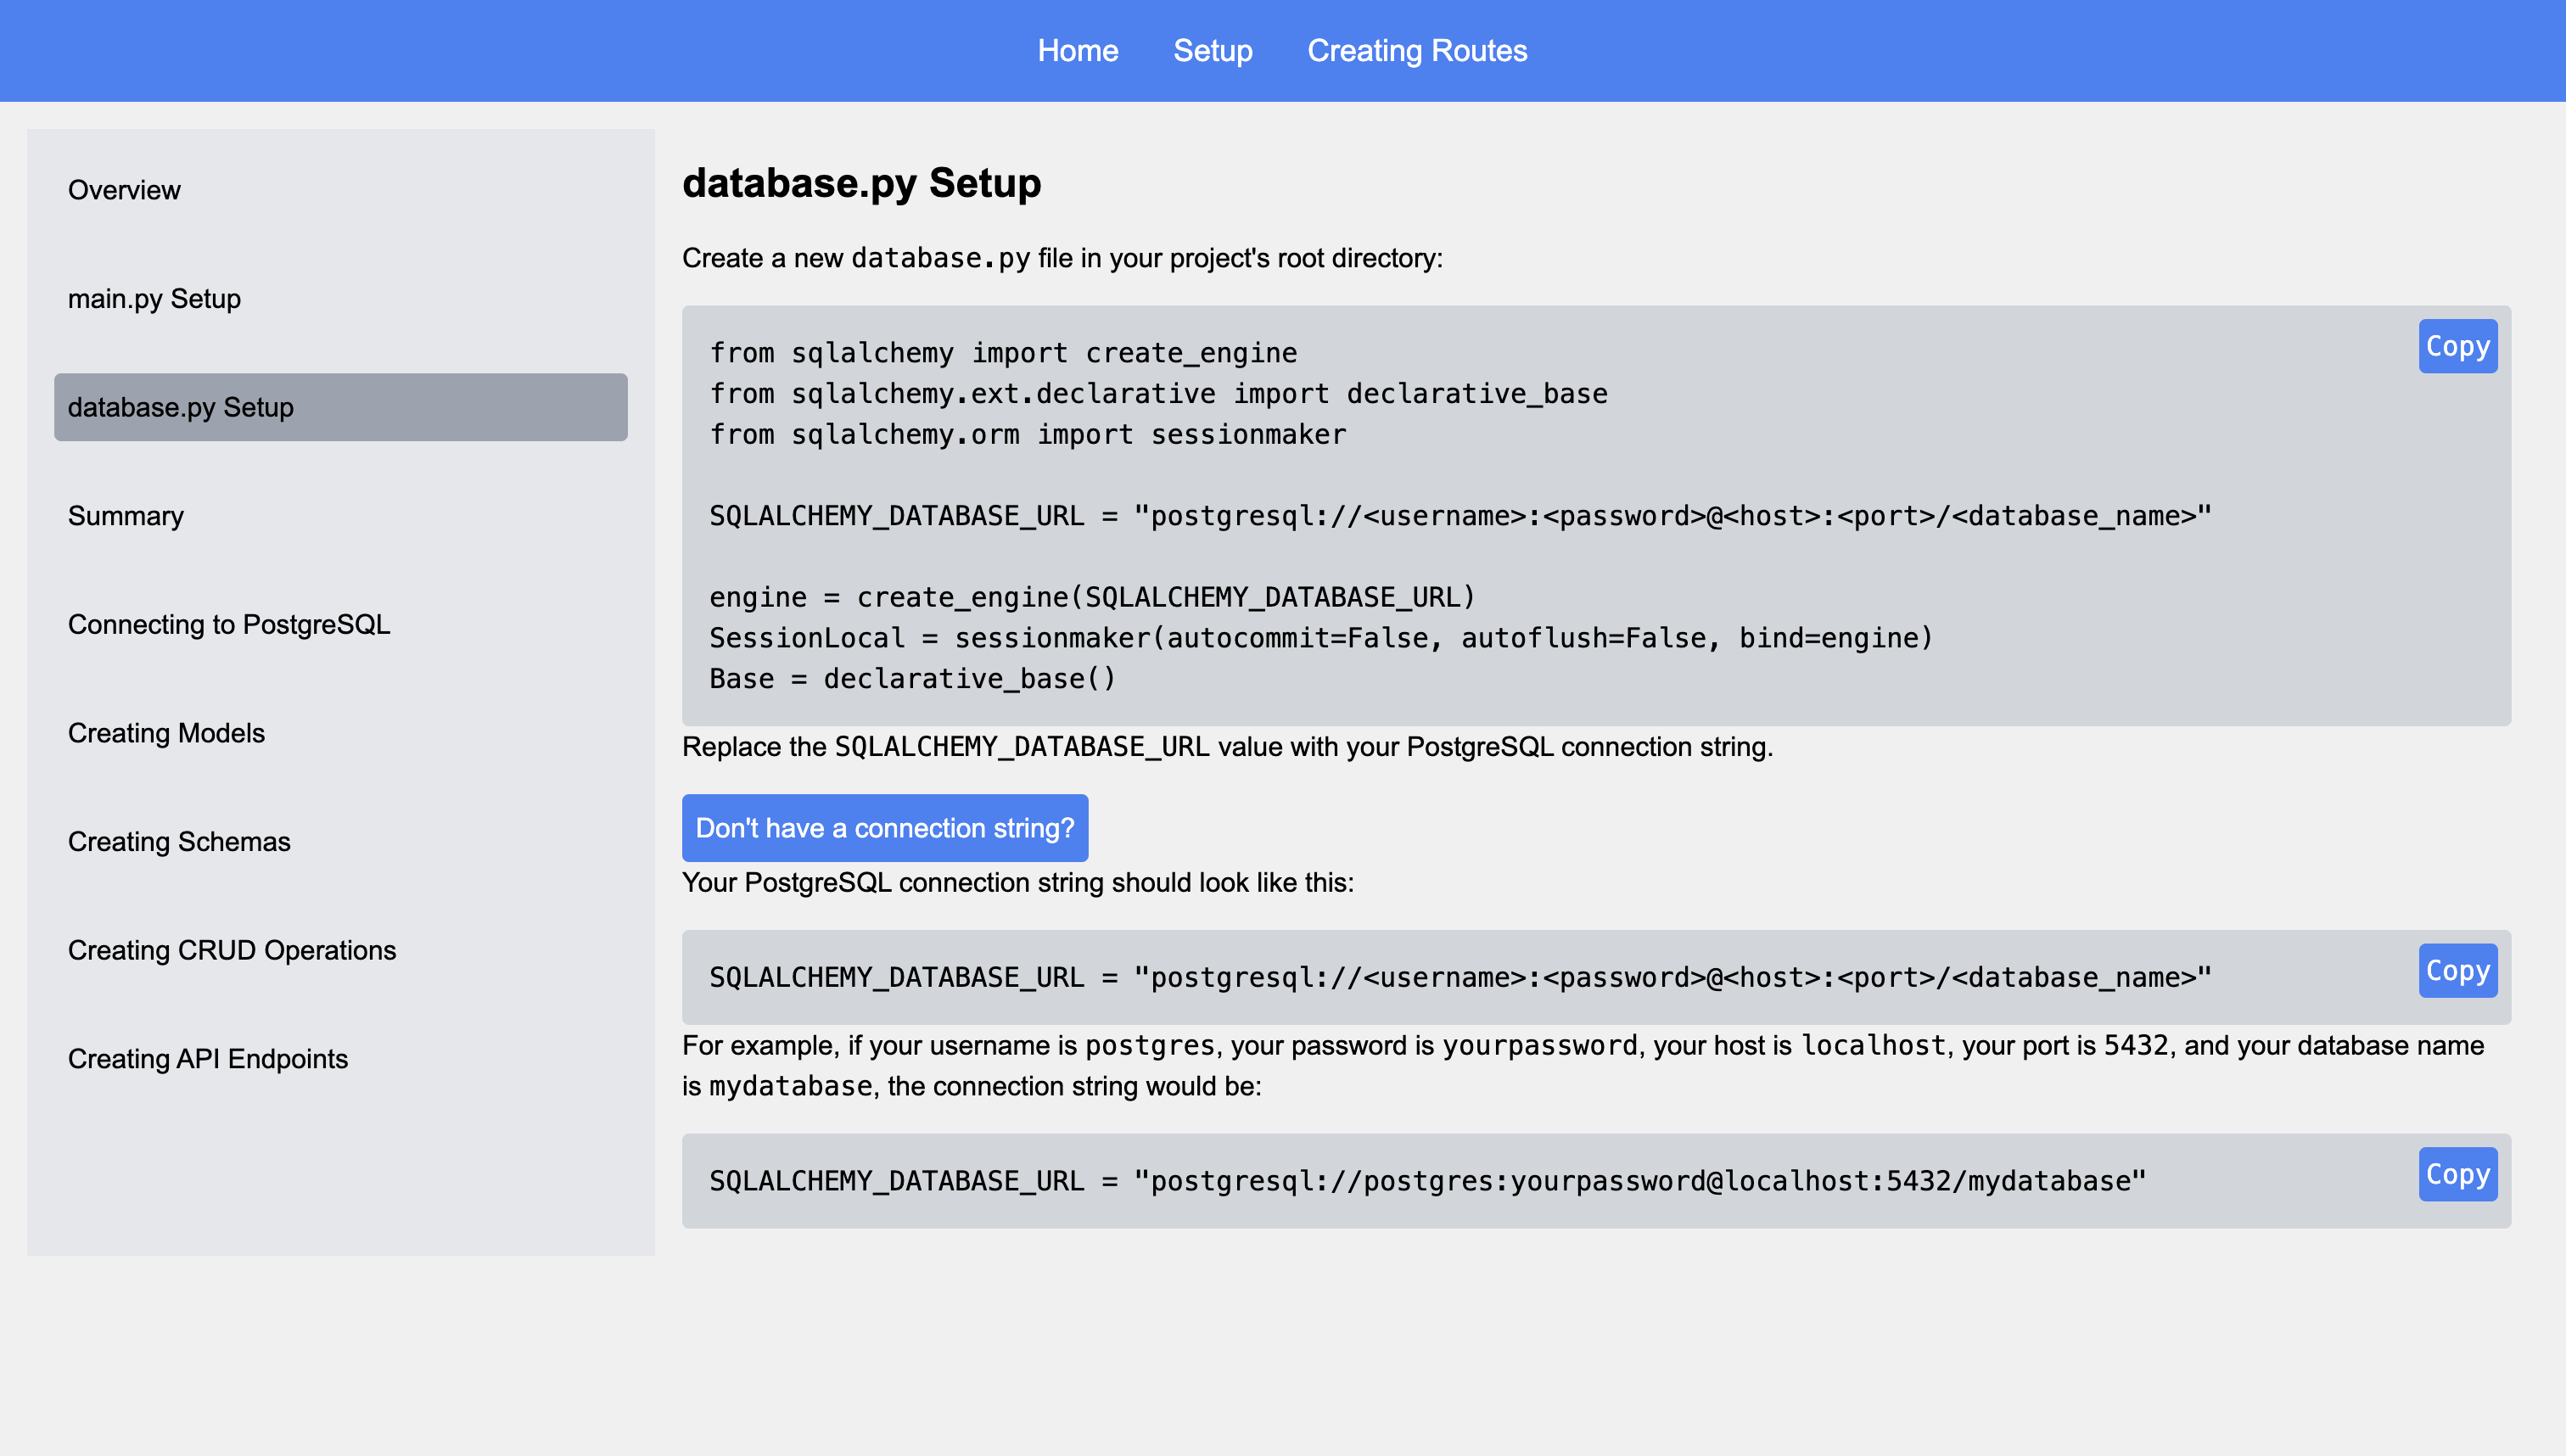 Home Setup Creating Routes
Overview
main.py Setup
database.py Setup
Summary
Connecting to PostgreSQL
Creating Models
Creating Schemas
Creating CRUD Operations
Creating API Endpoints
database.py Setup
Create a new database.py file in your project's root directory:
Copy
from sqlalchemy import create_engine
from sqlalchemy.ext.declarative import declarative_base
from sqlalchemy.orm import sessionmaker
SQLALCHEMY_DATABASE_URL = "postgresql://<username>:<password>@<host>:<port>/<database_name>"
engine = create_engine(SQLALCHEMY_DATABASE_URL)
SessionLocal = sessionmaker(autocommit=False, autoflush=False, bind=engine)
Base = declarative_base()
Replace the SQLALCHEMY_DATABASE_URL value with your PostgreSQL connection string.
Don't have a connection string?
Your PostgreSQL connection string should look like this:
SQLALCHEMY_DATABASE_URL = "postgresql://<username>:<password>@<host>:<port>/<database_name>"
Copy
For example, if your username is postgres, your password is yourpassword, your host is localhost, your port is 5432, and your database name
is mydatabase, the connection string would be:
SQLALCHEMY_DATABASE_URL = "postgresql://postgres:yourpassword@localhost:5432/mydatabase"
Copy